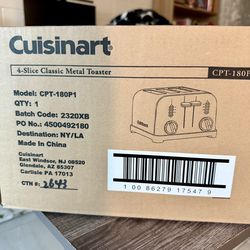 Cuisinart
4-Slice Classic Metal Toaster
CPT-180P
Model: CPT-180P1
QTY: 1
Batch Code: 2320XB
PO No.: 4500492180
Destination: NY/LA
Made In China
Cuisinart
East Windsor, NJ 08520
Glendale, AZ 85307
Carlisle PA 17013
CTN #: 2643
1 00 86279 17547 9